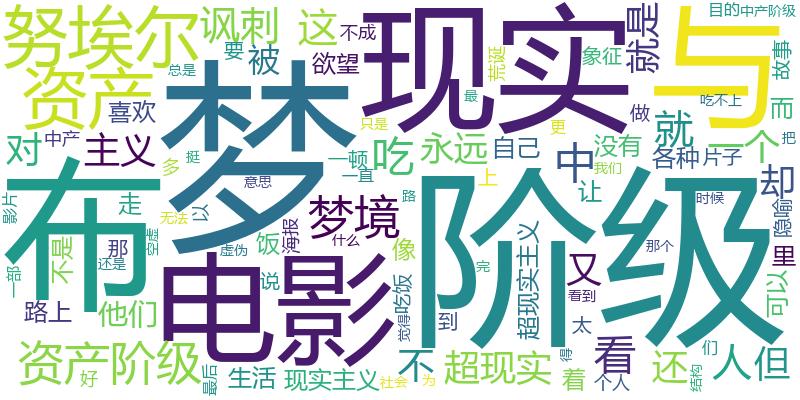 努埃尔
讽刺
这
不成
要
被
欲望
总是
现实
荒诞
最
象征
就是
与
目的
中产阶级
故事
资产
喜欢
梦
对
中产
主义
多
挺
只是
意思
一顿
一直
吃
永远
自己
更
做
吃不上
就
一个
而
把
中
没有
各种
片子
我们
上
让
却
时候
隐喻
布
影片
走
无法
以
空虚
不是
那
还是
一部
梦境
海报
什么
饭
虚伪
像
路
阶级
超现实主义
完
又
看到
那个
里
可以
路上
他们
电影
说
觉得
吃饭
到
太
得
们
资产阶级
好
最后
生活
现实主义
社会
不
为
超现实
着
看
个人
还
结构
人
但